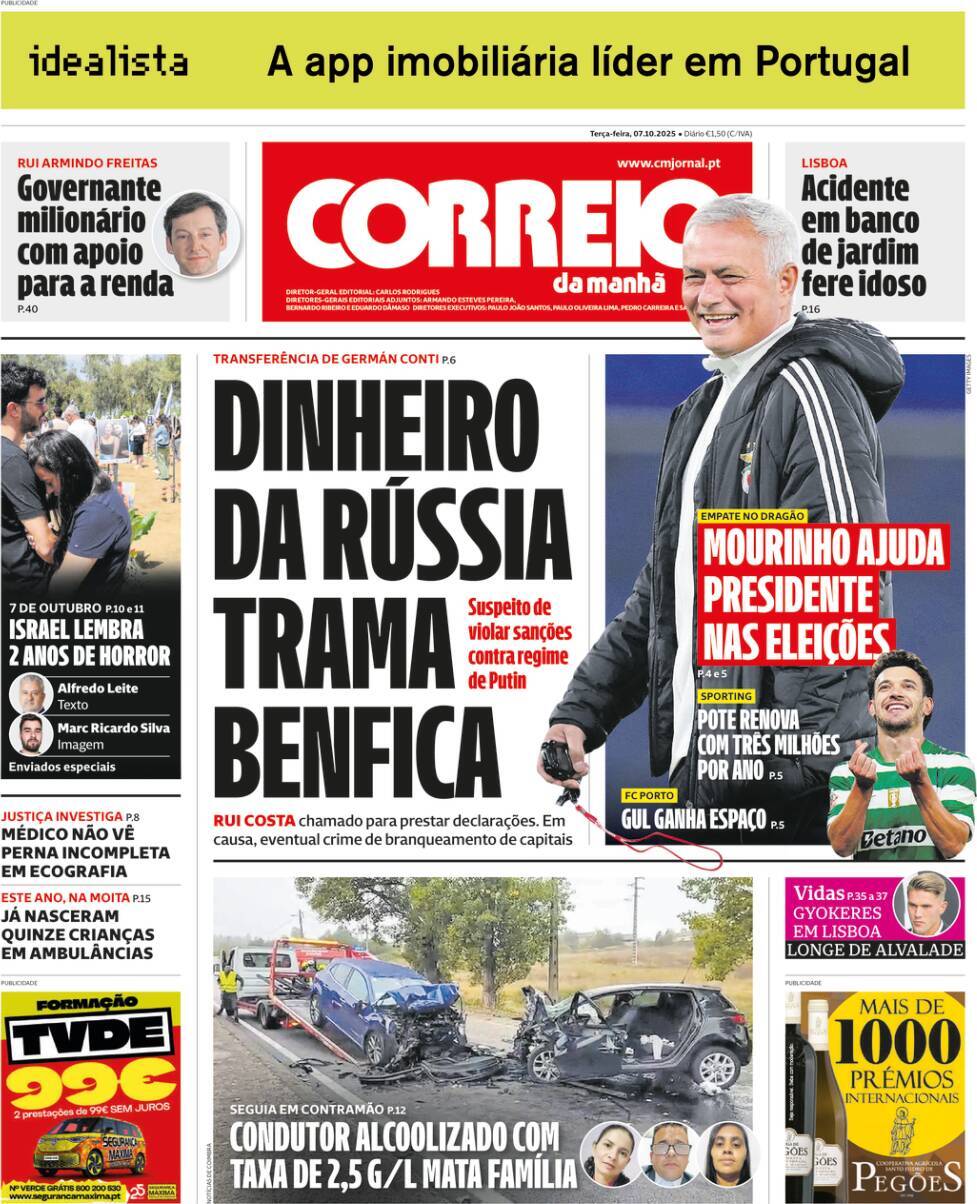 PUBLICIDADE
idealista
A app imobiliária líder em Portugal
Terça-feira, 07.10.2025 • Diário €1,50 (C/IVA)
RUI ARMINDO FREITAS
Governante
milionário
com apoio
para a renda
P.40
www.cmjornal.pt
CORREIO
da manhã
DIRETOR-GERAL EDITORIAL: CARLOS RODRIGUES
DIRETORES-GERAIS EDITORIAIS ADJUNTOS: ARMANDO ESTEVES PEREIRA,
BERNARDO RIBEIRO E EDUARDO DÂMASO DIRETORES EXECUTIVOS: PAULO JOÃO SANTOS, PAULO OLIVEIRA LIMA, PEDRO CARREIRA E
LISBOA
Acidente
em banco
de jardim
fere idoso
P.16
GETTY IMAGES
7 DE OUTUBRO P.10 e 11
ISRAEL LEMBRA
2 ANOS DE HORROR
Alfredo Leite
Texto
Marc Ricardo Silva
Imagem
Enviados especiais
TRANSFERÊNCIA DE GERMÁN CONTI P.6
DINHEIRO
DA RÚSSIA
TRAMA
BENFICA
Suspeito de
violar sanções
contra regime
de Putin
RUI COSTA chamado para prestar declarações. Em
causa, eventual crime de branqueamento de capitais
EMPATE NO DRAGÃO
MOURINHO AJUDA
PRESIDENTE
NAS ELEIÇÕES
P.4 e 5
SPORTING
POTE RENOVA
COM TRÊS MILHÕES
POR ANO P.5
FC PORTO
GUL GANHA ESPAÇO P.5
Betano
JUSTIÇA INVESTIGA P.8
MÉDICO NÃO VÊ
PERNA INCOMPLETA
EM ECOGRAFIA
ESTE ANO, NA MOITA P.15
JÁ NASCERAM
QUINZE CRIANÇAS
EM AMBULÂNCIAS
NOTÍCIAS DE COIMBRA
SEGUIA EM CONTRAMÃO P.12
CONDUTOR ALCOOLIZADO COM
TAXA DE 2,5 G/L MATA FAMÍLIA
Vidas P.35 a 37
GYOKERES
EM LISBOA
LONGE DE ALVALADE
PUBLICIDADE
FORMAÇÃO
TVDE
99€
2 prestações de 99€ SEM JUROS
SEGURANÇA
MÁXIMA
Nº VERDE GRÁTIS 800 200 530
www.segurancamaxima.pt
25
SEGURANÇA
MÁXIMA
PUBLICIDADE
MAIS DE
1000
PRÉMIOS
INTERNACIONAIS
COOPERATIVA AGRÍCOLA
SANTO ISIDRO DE
PEGÕES